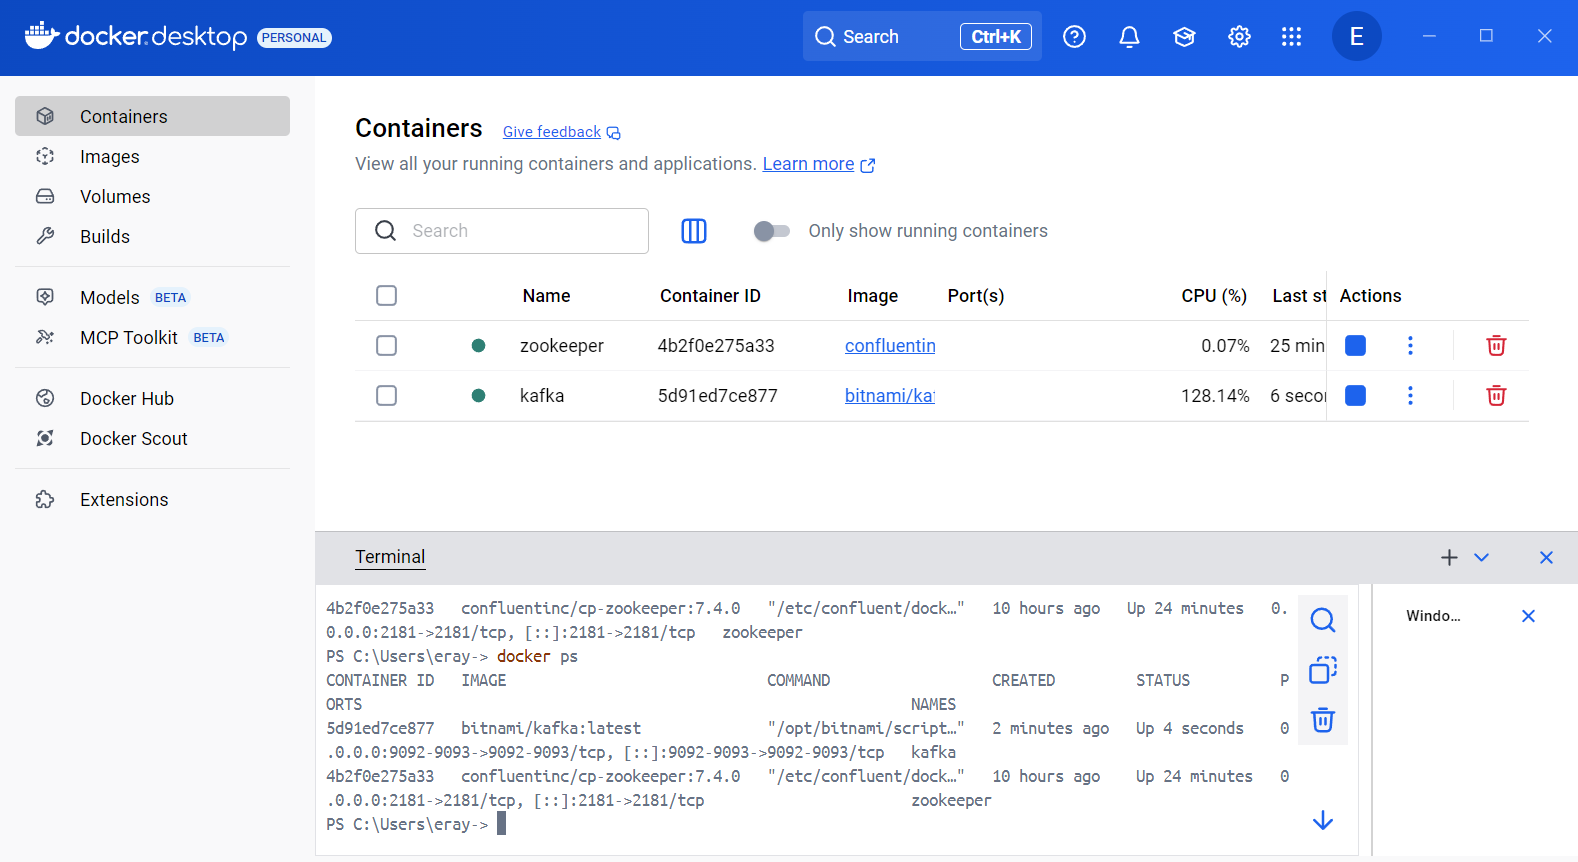 docker desktop PERSONAL
Search Ctrl+K
E
Containers
Images
Volumes
Builds
Models BETA
MCP Toolkit BETA
Docker Hub
Docker Scout
Extensions
Containers Give feedback
View all your running containers and applications. Learn more
Search
Only show running containers
Name Container ID Image Port(s) CPU (%) Last st Actions
zookeeper 4b2f0e275a33 confluentin 0.07% 25 min
kafka 5d91ed7ce877 bitnami/ka 128.14% 6 secon
Terminal
4b2f0e275a33 confluentinc/cp-zookeeper:7.4.0 "/etc/confluent/dock…" 10 hours ago Up 24 minutes 0.
0.0.0:2181->2181/tcp, [::]:2181->2181/tcp zookeeper
PS C:\Users\eray-> docker ps
CONTAINER ID IMAGE COMMAND CREATED STATUS P
ORTS NAMES
5d91ed7ce877 bitnami/kafka:latest "/opt/bitnami/script…" 2 minutes ago Up 4 seconds 0
.0.0.0:9092-9093->9092-9093/tcp, [::]:9092-9093->9092-9093/tcp kafka
4b2f0e275a33 confluentinc/cp-zookeeper:7.4.0 "/etc/confluent/dock…" 10 hours ago Up 24 minutes 0
.0.0.0:2181->2181/tcp, [::]:2181->2181/tcp zookeeper
PS C:\Users\eray->
Windo...